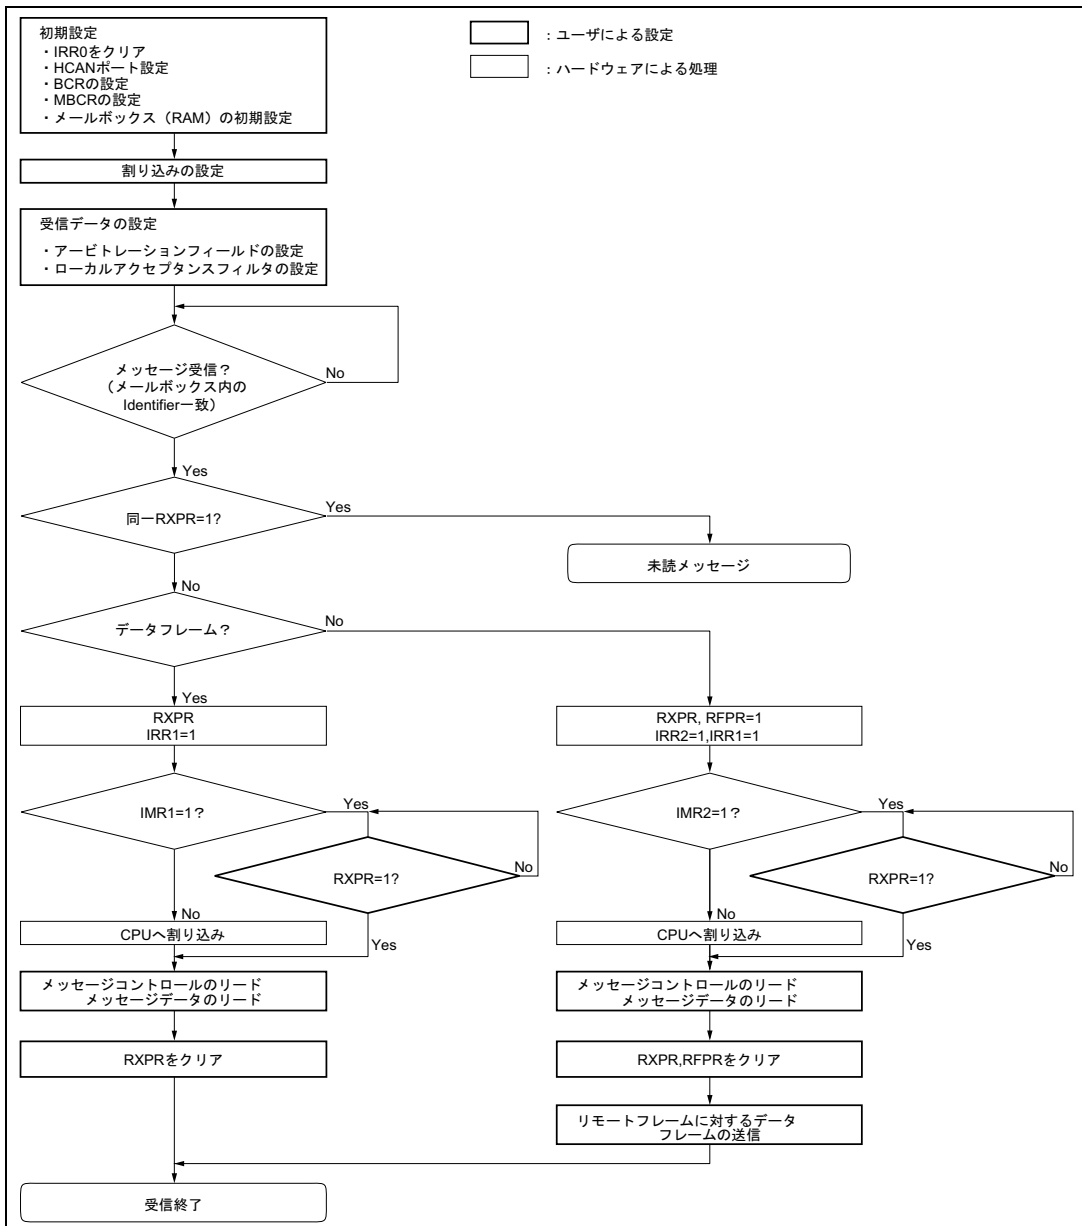 初期設定
・IRR0をクリア
・HCANポート設定
・BCRの設定
・MBCRの設定
・メールボックス（RAM）の初期設定
：ユーザによる設定
：ハードウェアによる処理
割り込みの設定
受信データの設定
・アービトレーションフィールドの設定
・ローカルアクセプタンスフィルタの設定
メッセージ受信？
（メールボックス内の
Identifier一致）
No
Yes
同一RXPR=1?
Yes
未読メッセージ
No
データフレーム？
No
Yes
RXPR
IRR1=1
RXPR, RFPR=1
IRR2=1,IRR1=1
IMR1=1？
Yes
RXPR=1?
No
No
Yes
IMR2=1？
Yes
RXPR=1?
No
No
Yes
CPUへ割り込み
CPUへ割り込み
メッセージコントロールのリード
メッセージデータのリード
メッセージコントロールのリード
メッセージデータのリード
RXPRをクリア
RXPR,RFPRをクリア
リモートフレームに対するデータ
フレームの送信
受信終了